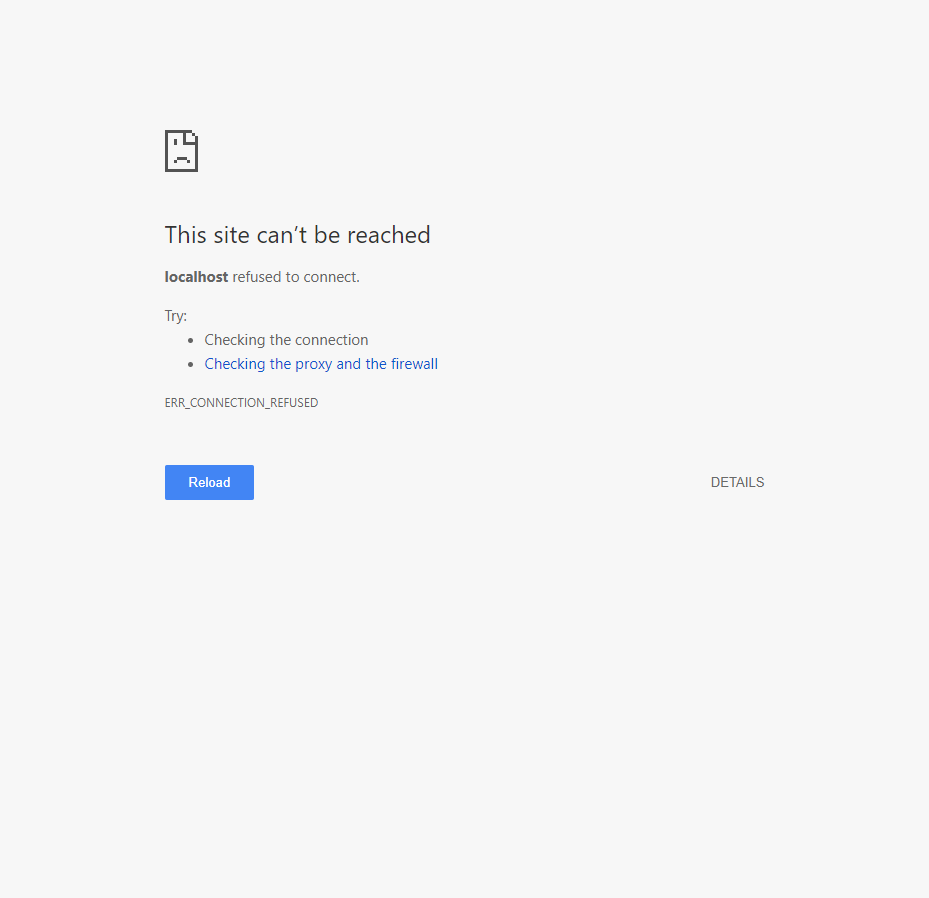 This site can’t be reached
localhost refused to connect.
Try:
• Checking the connection
• Checking the proxy and the firewall
ERR_CONNECTION_REFUSED
Reload
DETAILS